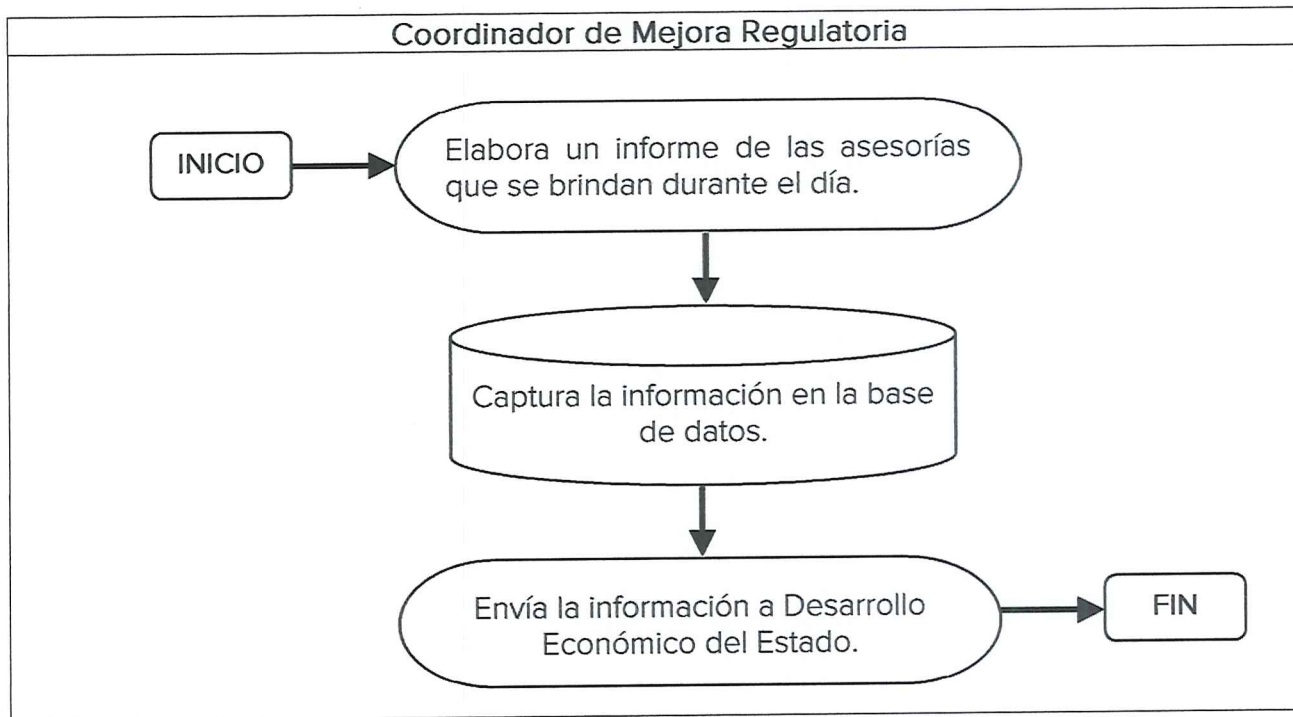 Coordinador de Mejora Regulatoria
INICIO
Elabora un informe de las asesorías
que se brindan durante el día.
Captura la información en la base
de datos.
Envía la información a Desarrollo
Económico del Estado.
FIN